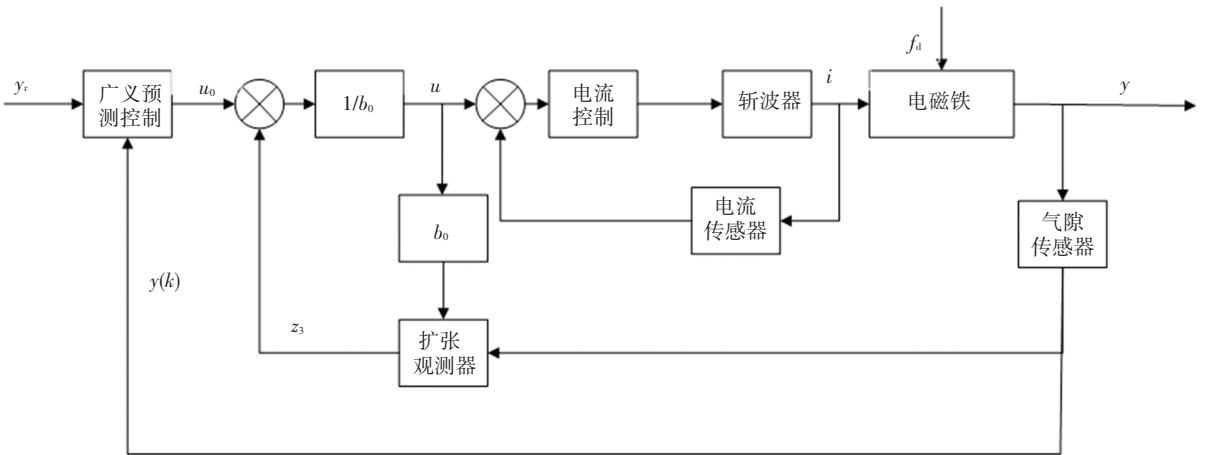 f_d
y_r
广义预
测控制
u_0
1/b_0
u
电流
控制
斩波器
i
电磁铁
y
b_0
电流
传感器
气隙
传感器
y(k)
z_3
扩张
观测器